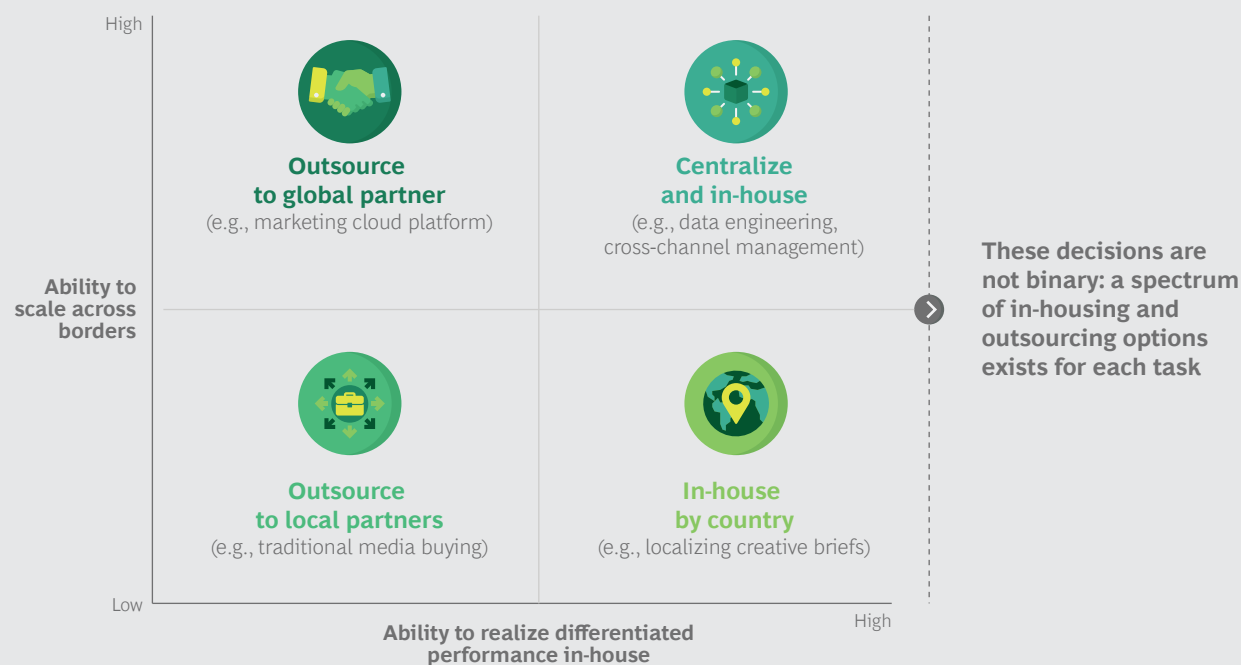 High
Outsource
to global partner
(e.g., marketing cloud platform)
Centralize
and in-house
(e.g., data engineering,
cross-channel management)
Ability to
scale across
borders
These decisions are
not binary: a spectrum
of in-housing and
outsourcing options
exists for each task
Outsource
to local partners
(e.g., traditional media buying)
In-house
by country
(e.g., localizing creative briefs)
Low
High
Ability to realize differentiated
performance in-house